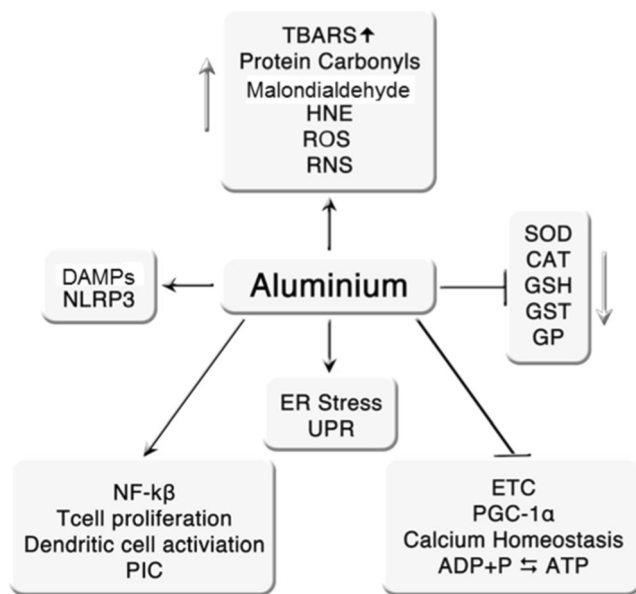 TBARS↑
Protein Carbonyls
Malondialdehyde
HNE
ROS
RNS
DAMPs
NLRP3
Aluminium
SOD
CAT
GSH
GST
GP
ER Stress
UPR
NF-kβ
Tcell proliferation
Dendritic cell activiation
PIC
ETC
PGC-1α
Calcium Homeostasis
ADP+P ⇆ ATP